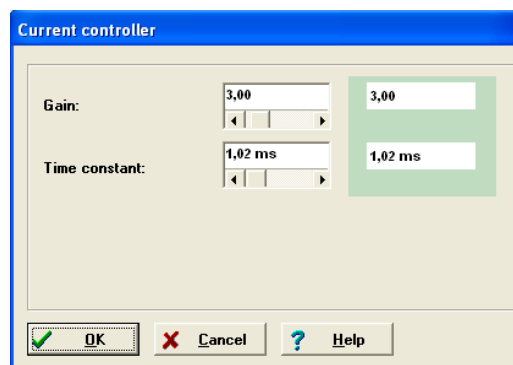 Current controller
Gain: 3,00 3,00
Time constant: 1,02 ms 1,02 ms
OK Cancel ? Help